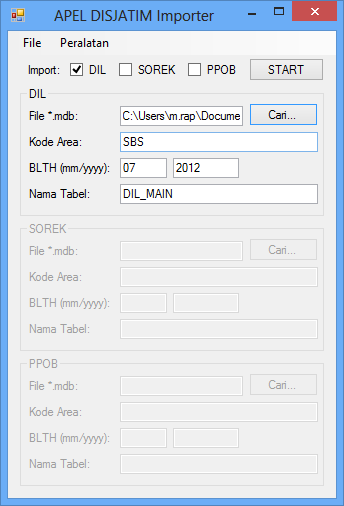 APEL DISJATIM Importer
File Peralatan
Import: DIL SOREK PPOB START
DIL
File *.mdb: C:\Users\m.rap\Docume Cari...
Kode Area: SBS
BLTH (mm/yyyy): 07 2012
Nama Tabel: DIL_MAIN
SOREK
File *.mdb: Cari...
Kode Area:
BLTH (mm/yyyy):
Nama Tabel:
PPOB
File *.mdb: Cari...
Kode Area:
BLTH (mm/yyyy):
Nama Tabel: